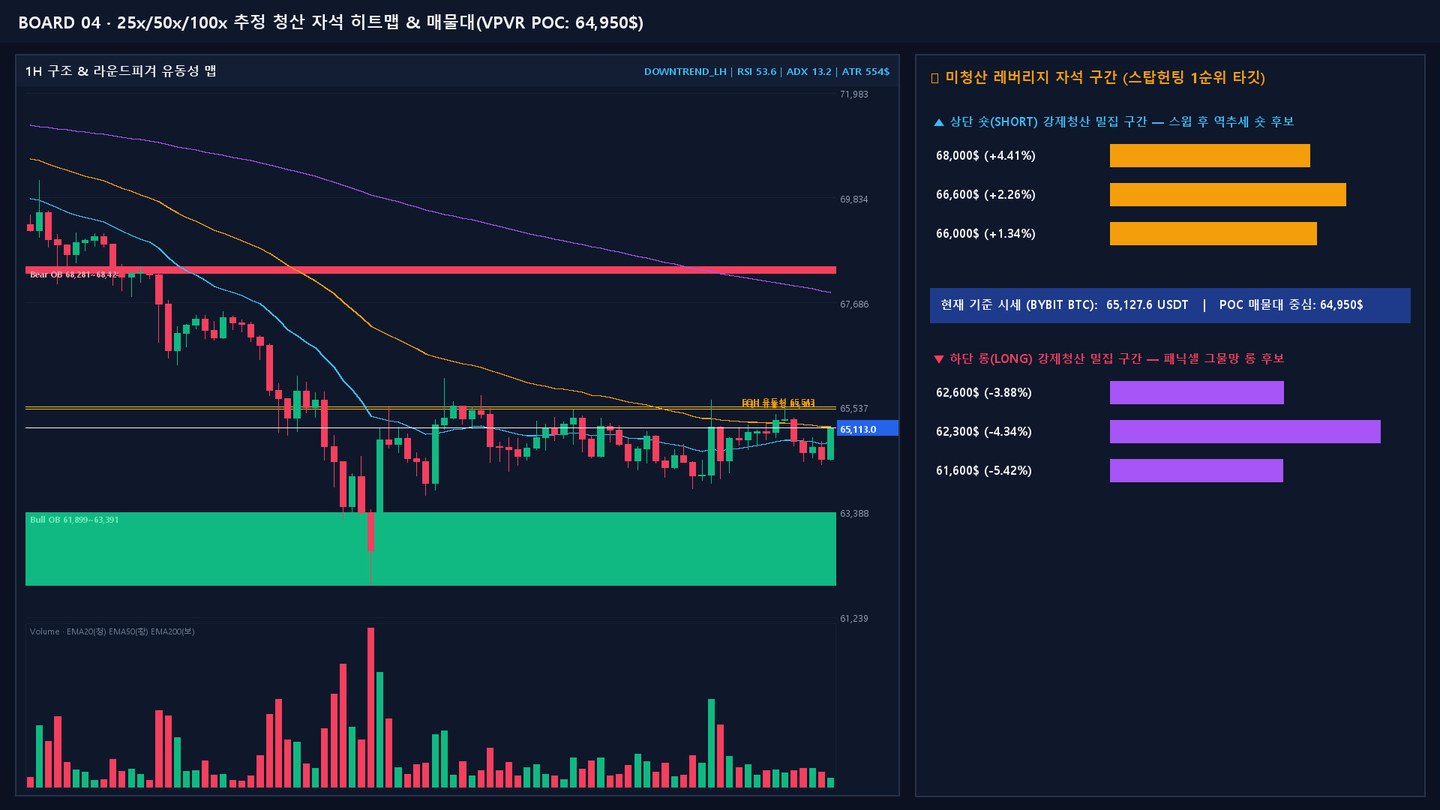 BOARD 04 · 25x/50x/100x 추정 청산 자석 히트맵 & 매물대(VPVR POC: 64,950$)
1H 구조 & 라운드피겨 유동성 맵
DOWNTREND_LH | RSI 53.6 | ADX 13.2 | ATR 554$
71,983
69,834
Bear OB 68,281~68,42
67,686
65,537
65,113.0
Bull OB 61,899~63,391
63,388
61,239
Volume · EMA20(청) EMA50(황) EMA200(보)
미청산 레버리지 자석 구간 (스탑헌팅 1순위 타깃)
▲ 상단 숏(SHORT) 강제청산 밀집 구간 — 스윕 후 역추세 숏 후보
68,000$ (+4.41%)
66,600$ (+2.26%)
66,000$ (+1.34%)
현재 기준 시세 (BYBIT BTC): 65,127.6 USDT | POC 매물대 중심: 64,950$
▼ 하단 롱(LONG) 강제청산 밀집 구간 — 패닉셀 그물망 롱 후보
62,600$ (-3.88%)
62,300$ (-4.34%)
61,600$ (-5.42%)